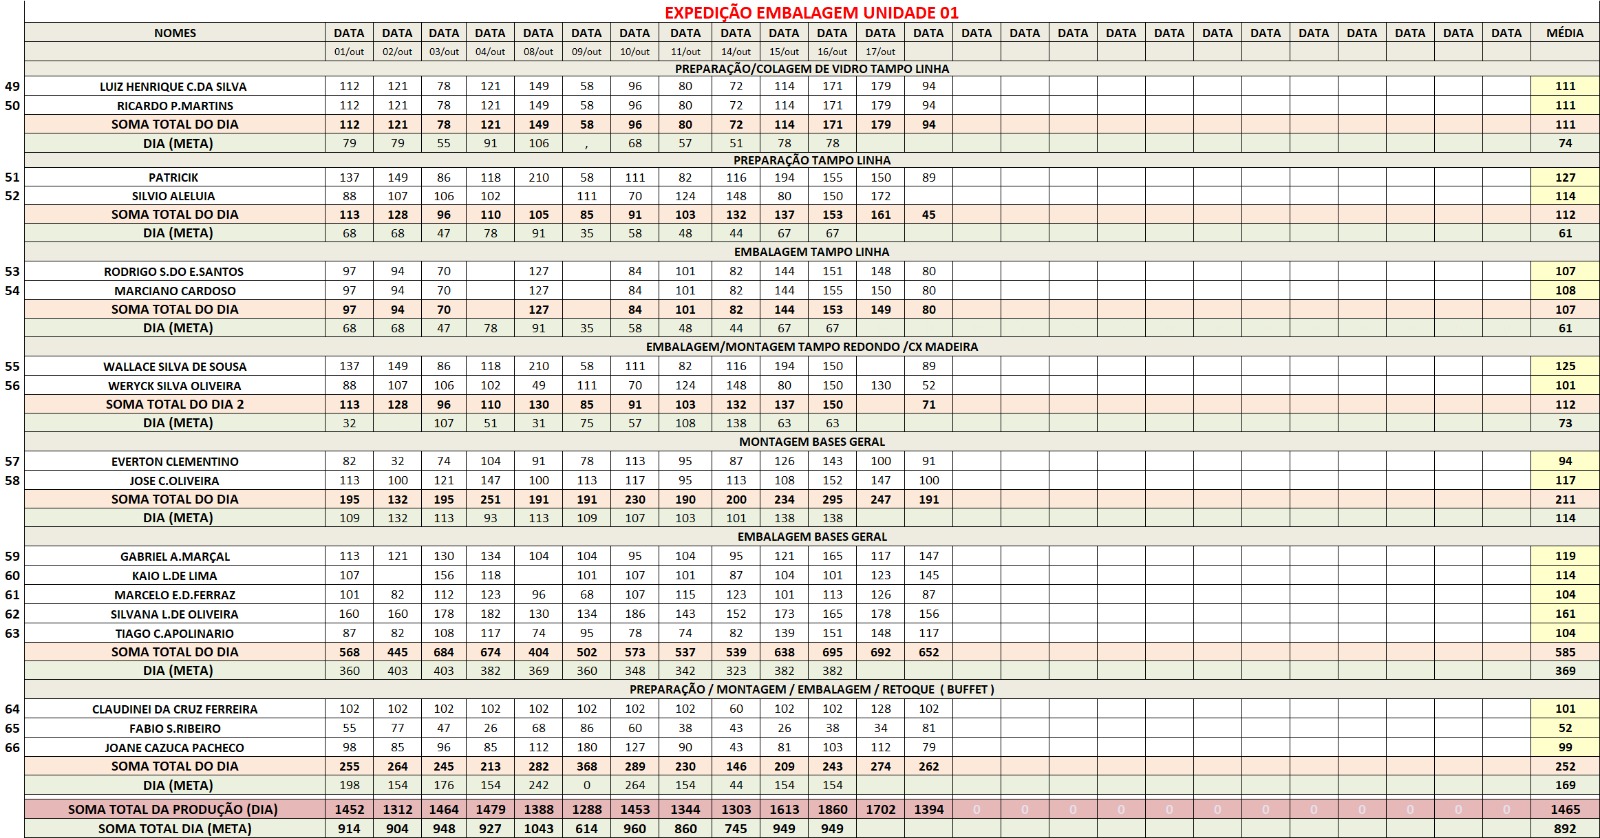 EXPEDIÇÃO EMBALAGEM UNIDADE 01
NOMES DATA DATA DATA DATA DATA DATA DATA DATA DATA DATA DATA DATA DATA DATA DATA DATA DATA DATA DATA DATA DATA DATA DATA DATA DATA MÉDIA
01/out 02/out 03/out 04/out 08/out 09/out 10/out 11/out 14/out 15/out 16/out 17/out
PREPARAÇÃO/COLAGEM DE VIDRO TAMPO LINHA
49 LUIZ HENRIQUE C.DA SILVA 112 121 78 121 149 58 96 80 72 114 171 179 94 111
50 RICARDO P.MARTINS 112 121 78 121 149 58 96 80 72 114 171 179 94 111
SOMA TOTAL DO DIA 112 121 78 121 149 58 96 80 72 114 171 179 94 111
DIA (META) 79 79 55 91 106 , 68 57 51 78 78 74
PREPARAÇÃO TAMPO LINHA
51 PATRICIK 137 149 86 118 210 58 111 82 116 194 155 150 89 127
52 SILVIO ALELUIA 88 107 106 102 111 70 124 148 80 150 172 114
SOMA TOTAL DO DIA 113 128 96 110 105 85 91 103 132 137 153 161 45 112
DIA (META) 68 68 47 78 91 35 58 48 44 67 67 61
EMBALAGEM TAMPO LINHA
53 RODRIGO S.DO E.SANTOS 97 94 70 127 84 101 82 144 151 148 80 107
54 MARCIANO CARDOSO 97 94 70 127 84 101 82 144 155 150 80 108
SOMA TOTAL DO DIA 97 94 70 127 84 101 82 144 153 149 80 107
DIA (META) 68 68 47 78 91 35 58 48 44 67 67 61
EMBALAGEM/MONTAGEM TAMPO REDONDO /CX MADEIRA
55 WALLACE SILVA DE SOUSA 137 149 86 118 210 58 111 82 116 194 150 89 125
56 WERYCK SILVA OLIVEIRA 88 107 106 102 49 111 70 124 148 80 150 130 52 101
SOMA TOTAL DO DIA 2 113 128 96 110 130 85 91 103 132 137 150 71 112
DIA (META) 32 107 51 31 75 57 108 138 63 63 73
MONTAGEM BASES GERAL
57 EVERTON CLEMENTINO 82 32 74 104 91 78 113 95 87 126 143 100 91 94
58 JOSE C.OLIVEIRA 113 100 121 147 100 113 117 95 113 108 152 147 100 117
SOMA TOTAL DO DIA 195 132 195 251 191 191 230 190 200 234 295 247 191 211
DIA (META) 109 132 113 93 113 109 107 103 101 138 138 114
EMBALAGEM BASES GERAL
59 GABRIEL A.MARÇAL 113 121 130 134 104 104 95 104 95 121 165 117 147 119
60 KAIO L.DE LIMA 107 156 118 101 107 101 87 104 101 123 145 114
61 MARCELO E.D.FERRAZ 101 82 112 123 96 68 107 115 123 101 113 126 87 104
62 SILVANA L.DE OLIVEIRA 160 160 178 182 130 134 186 143 152 173 165 178 156 161
63 TIAGO C.APOLINARIO 87 82 108 117 74 95 78 74 82 139 151 148 117 104
SOMA TOTAL DO DIA 568 445 684 674 404 502 573 537 539 638 695 692 652 585
DIA (META) 360 403 403 382 369 360 348 342 323 382 382 369
PREPARAÇÃO / MONTAGEM / EMBALAGEM / RETOQUE ( BUFFET )
64 CLAUDINEI DA CRUZ FERREIRA 102 102 102 102 102 102 102 102 60 102 102 128 102 101
65 FABIO S.RIBEIRO 55 77 47 26 68 86 60 38 43 26 38 34 81 52
66 JOANE CAZUCA PACHECO 98 85 96 85 112 180 127 90 43 81 103 112 79 99
SOMA TOTAL DO DIA 255 264 245 213 282 368 289 230 146 209 243 274 262 252
DIA (META) 198 154 176 154 242 0 264 154 44 154 154 169
SOMA TOTAL DA PRODUÇÃO (DIA) 1452 1312 1464 1479 1388 1288 1453 1344 1303 1613 1860 1702 1394 0 0 0 0 0 0 0 0 0 0 0 0 1465
SOMA TOTAL DIA (META) 914 904 948 927 1043 614 960 860 745 949 949 892